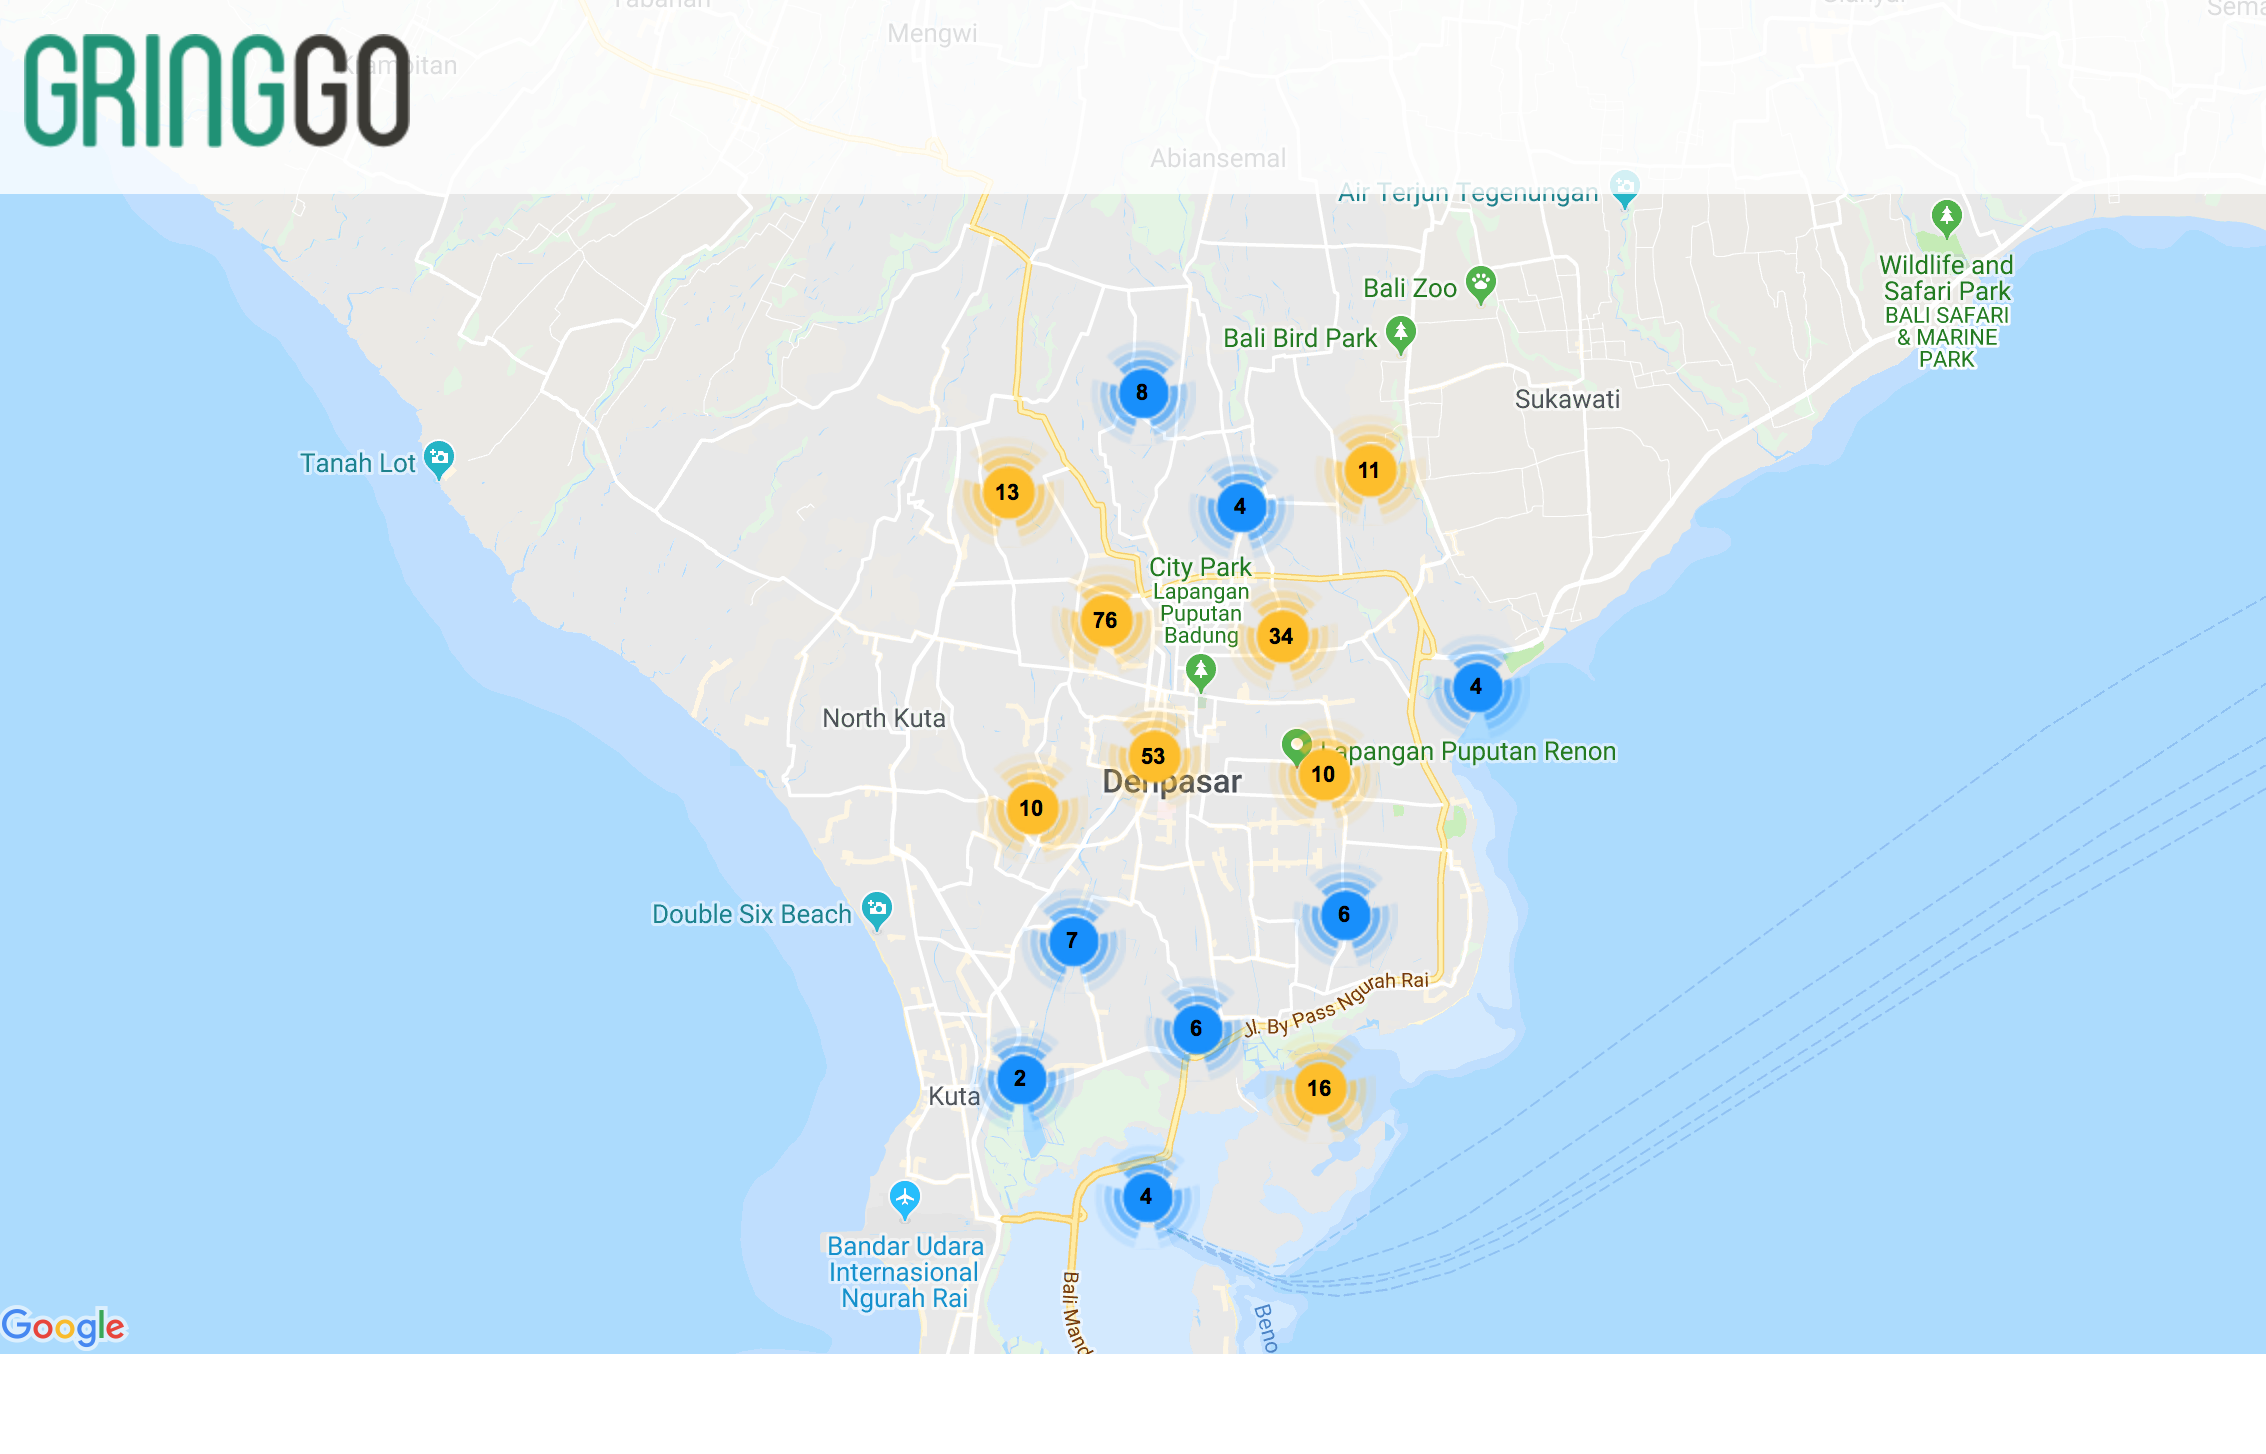 Tabanan
Mengwi
GRINGGO
Krambitan
Abiansemal
Air Terjun Tegenungan
Wildlife and
Safari Park
BALI SAFARI
& MARINE
PARK
Bali Zoo
Bali Bird Park
8
Sukawati
Tanah Lot
11
13
4
City Park
Lapangan
Puputan
Badung
76
34
4
North Kuta
53
Lapangan Puputan Renon
Denpasar
10
10
Double Six Beach
6
7
Jl. By Pass Ngurah Rai
6
2
Kuta
16
4
Bandar Udara
Internasional
Ngurah Rai
Bali Mand
Beno
Google